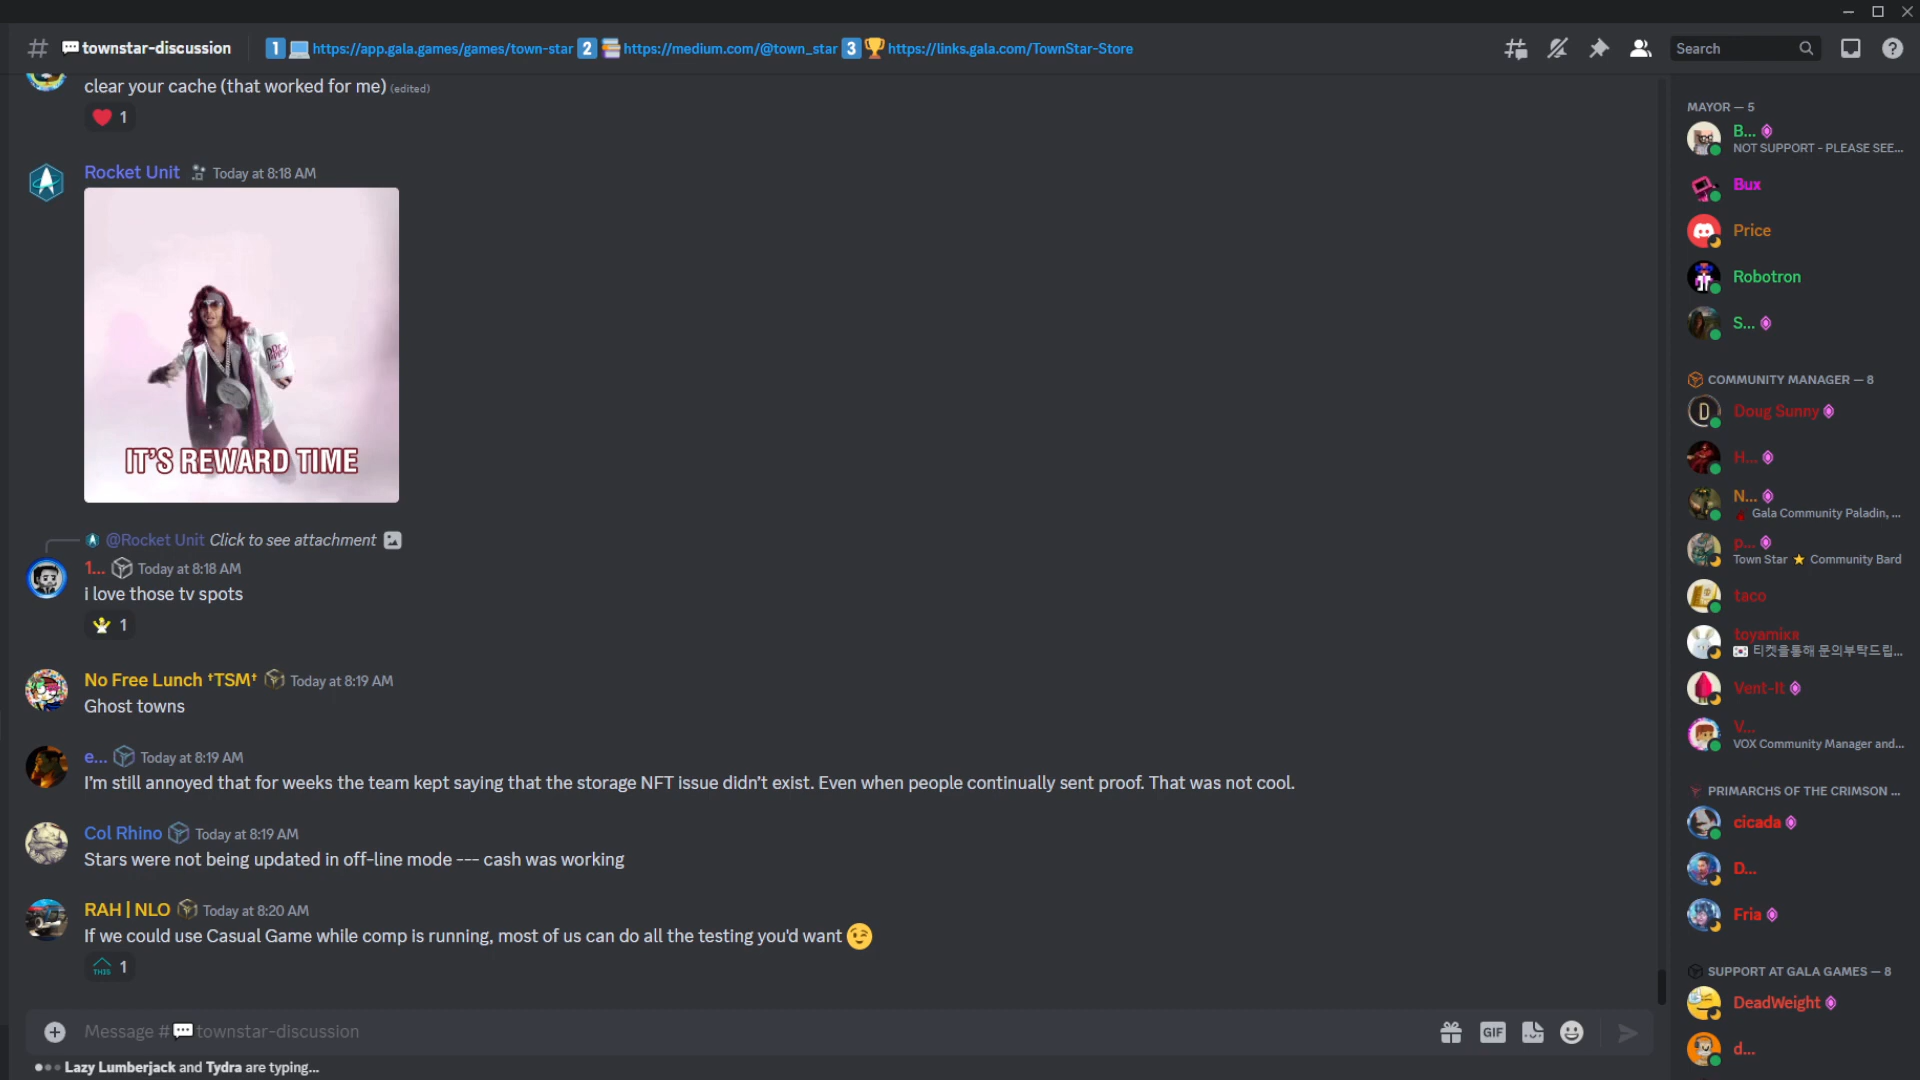 townstar-discussion
1 https://app.gala.games/games/town-star 2 https://medium.com/@town_star 3 https://links.gala.com/TownStar-Store
Search
clear your cache (that worked for me) (edited)
1
Rocket Unit Today at 8:18 AM
DR PEPPER
IT'S REWARD TIME
@Rocket Unit Click to see attachment
1... Today at 8:18 AM
i love those tv spots
1
No Free Lunch †TSM† Today at 8:19 AM
Ghost towns
e... Today at 8:19 AM
I'm still annoyed that for weeks the team kept saying that the storage NFT issue didn't exist. Even when people continually sent proof. That was not cool.
Col Rhino Today at 8:19 AM
Stars were not being updated in off-line mode --- cash was working
RAH | NLO Today at 8:20 AM
If we could use Casual Game while comp is running, most of us can do all the testing you'd want
THIS 1
Message # townstar-discussion
GIF
Lazy Lumberjack and Tydra are typing...
MAYOR — 5
B...
NOT SUPPORT - PLEASE SEE...
Bux
Price
Robotron
S...
COMMUNITY MANAGER — 8
D
Doug Sunny
H...
N...
Gala Community Paladin, ...
p...
Town Star Community Bard
taco
toyamiкя
티켓을통해 문의부탁드립...
Vent-It
V...
VOX Community Manager and...
PRIMARCHS OF THE CRIMSON ...
cicada
D...
Fria
SUPPORT AT GALA GAMES — 8
DeadWeight
d...